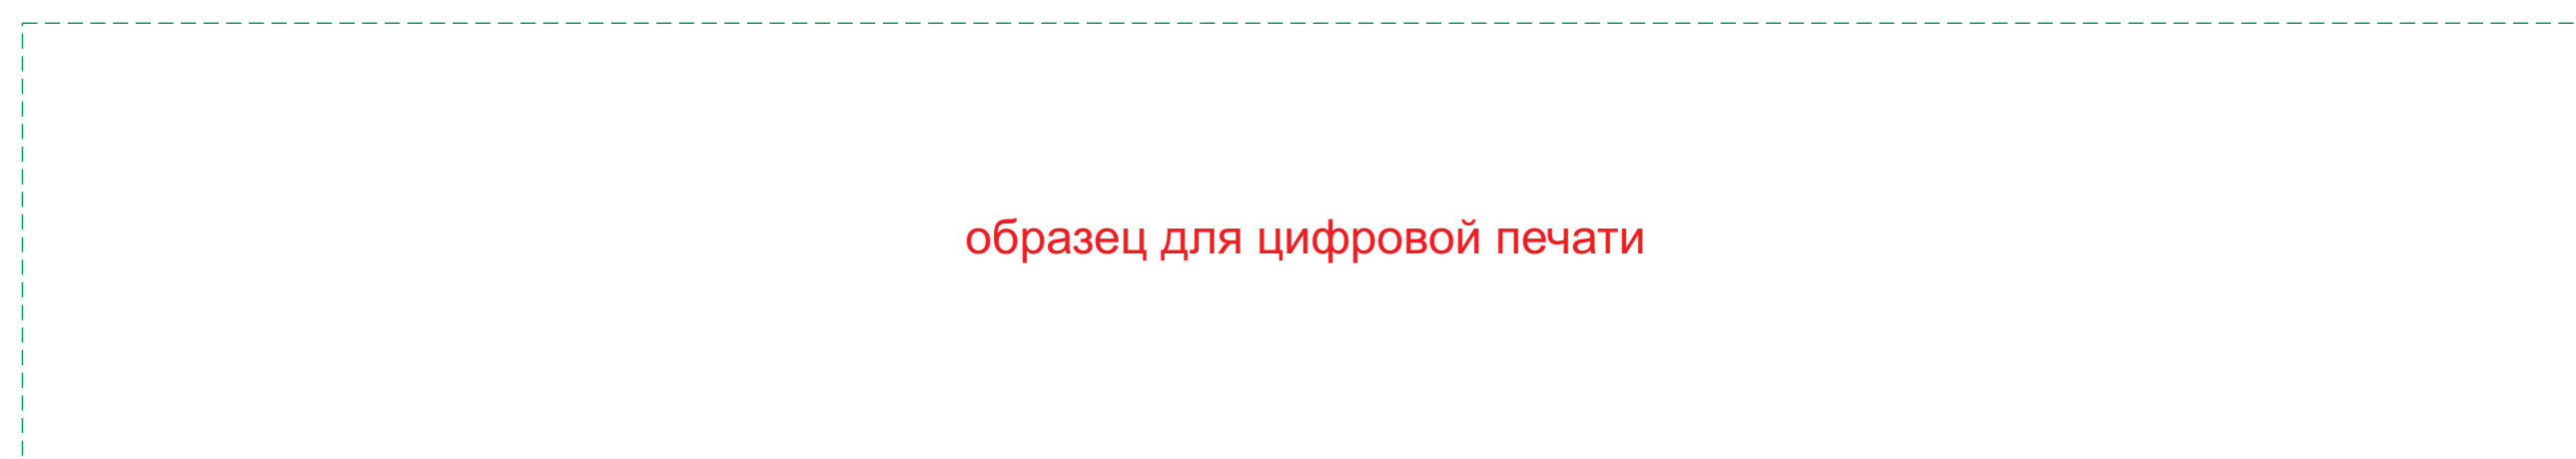 образец для цифровой печати